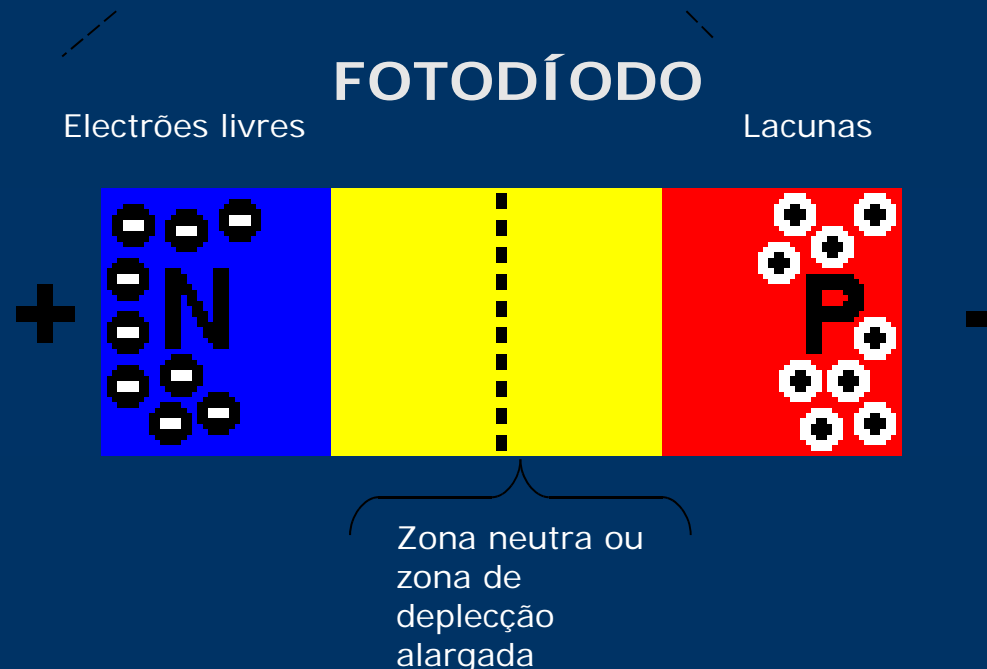 FOTODÍODO
Electrões livres
Lacunas
+
N
P
-
Zona neutra ou
zona de
deplecção
alargada